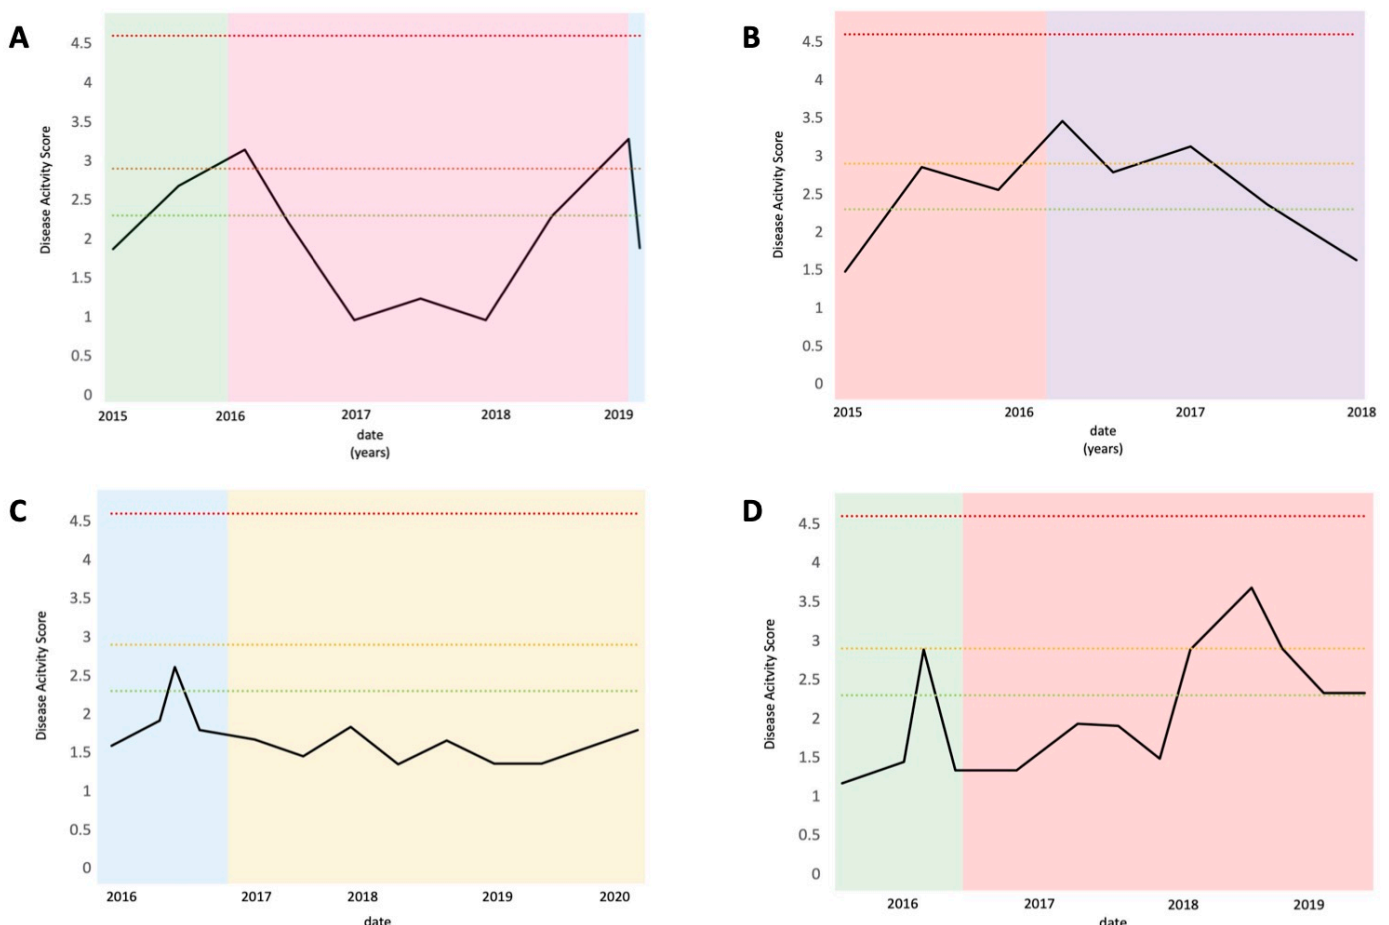 A
Disease Acitvity Score
4.5
4
3.5
3
2.5
2
1.5
1
0.5
0
2015 2016 2017 2018 2019
date
(years)
B
Disease Acitvity Score
4.5
4
3.5
3
2.5
2
1.5
1
0.5
0
2015 2016 2017 2018
date
(years)
C
Disease Acitvity Score
4.5
4
3.5
3
2.5
2
1.5
1
0.5
0
2016 2017 2018 2019 2020
date
D
Disease Acitvity Score
4.5
4
3.5
3
2.5
2
1.5
1
0.5
0
2016 2017 2018 2019
date